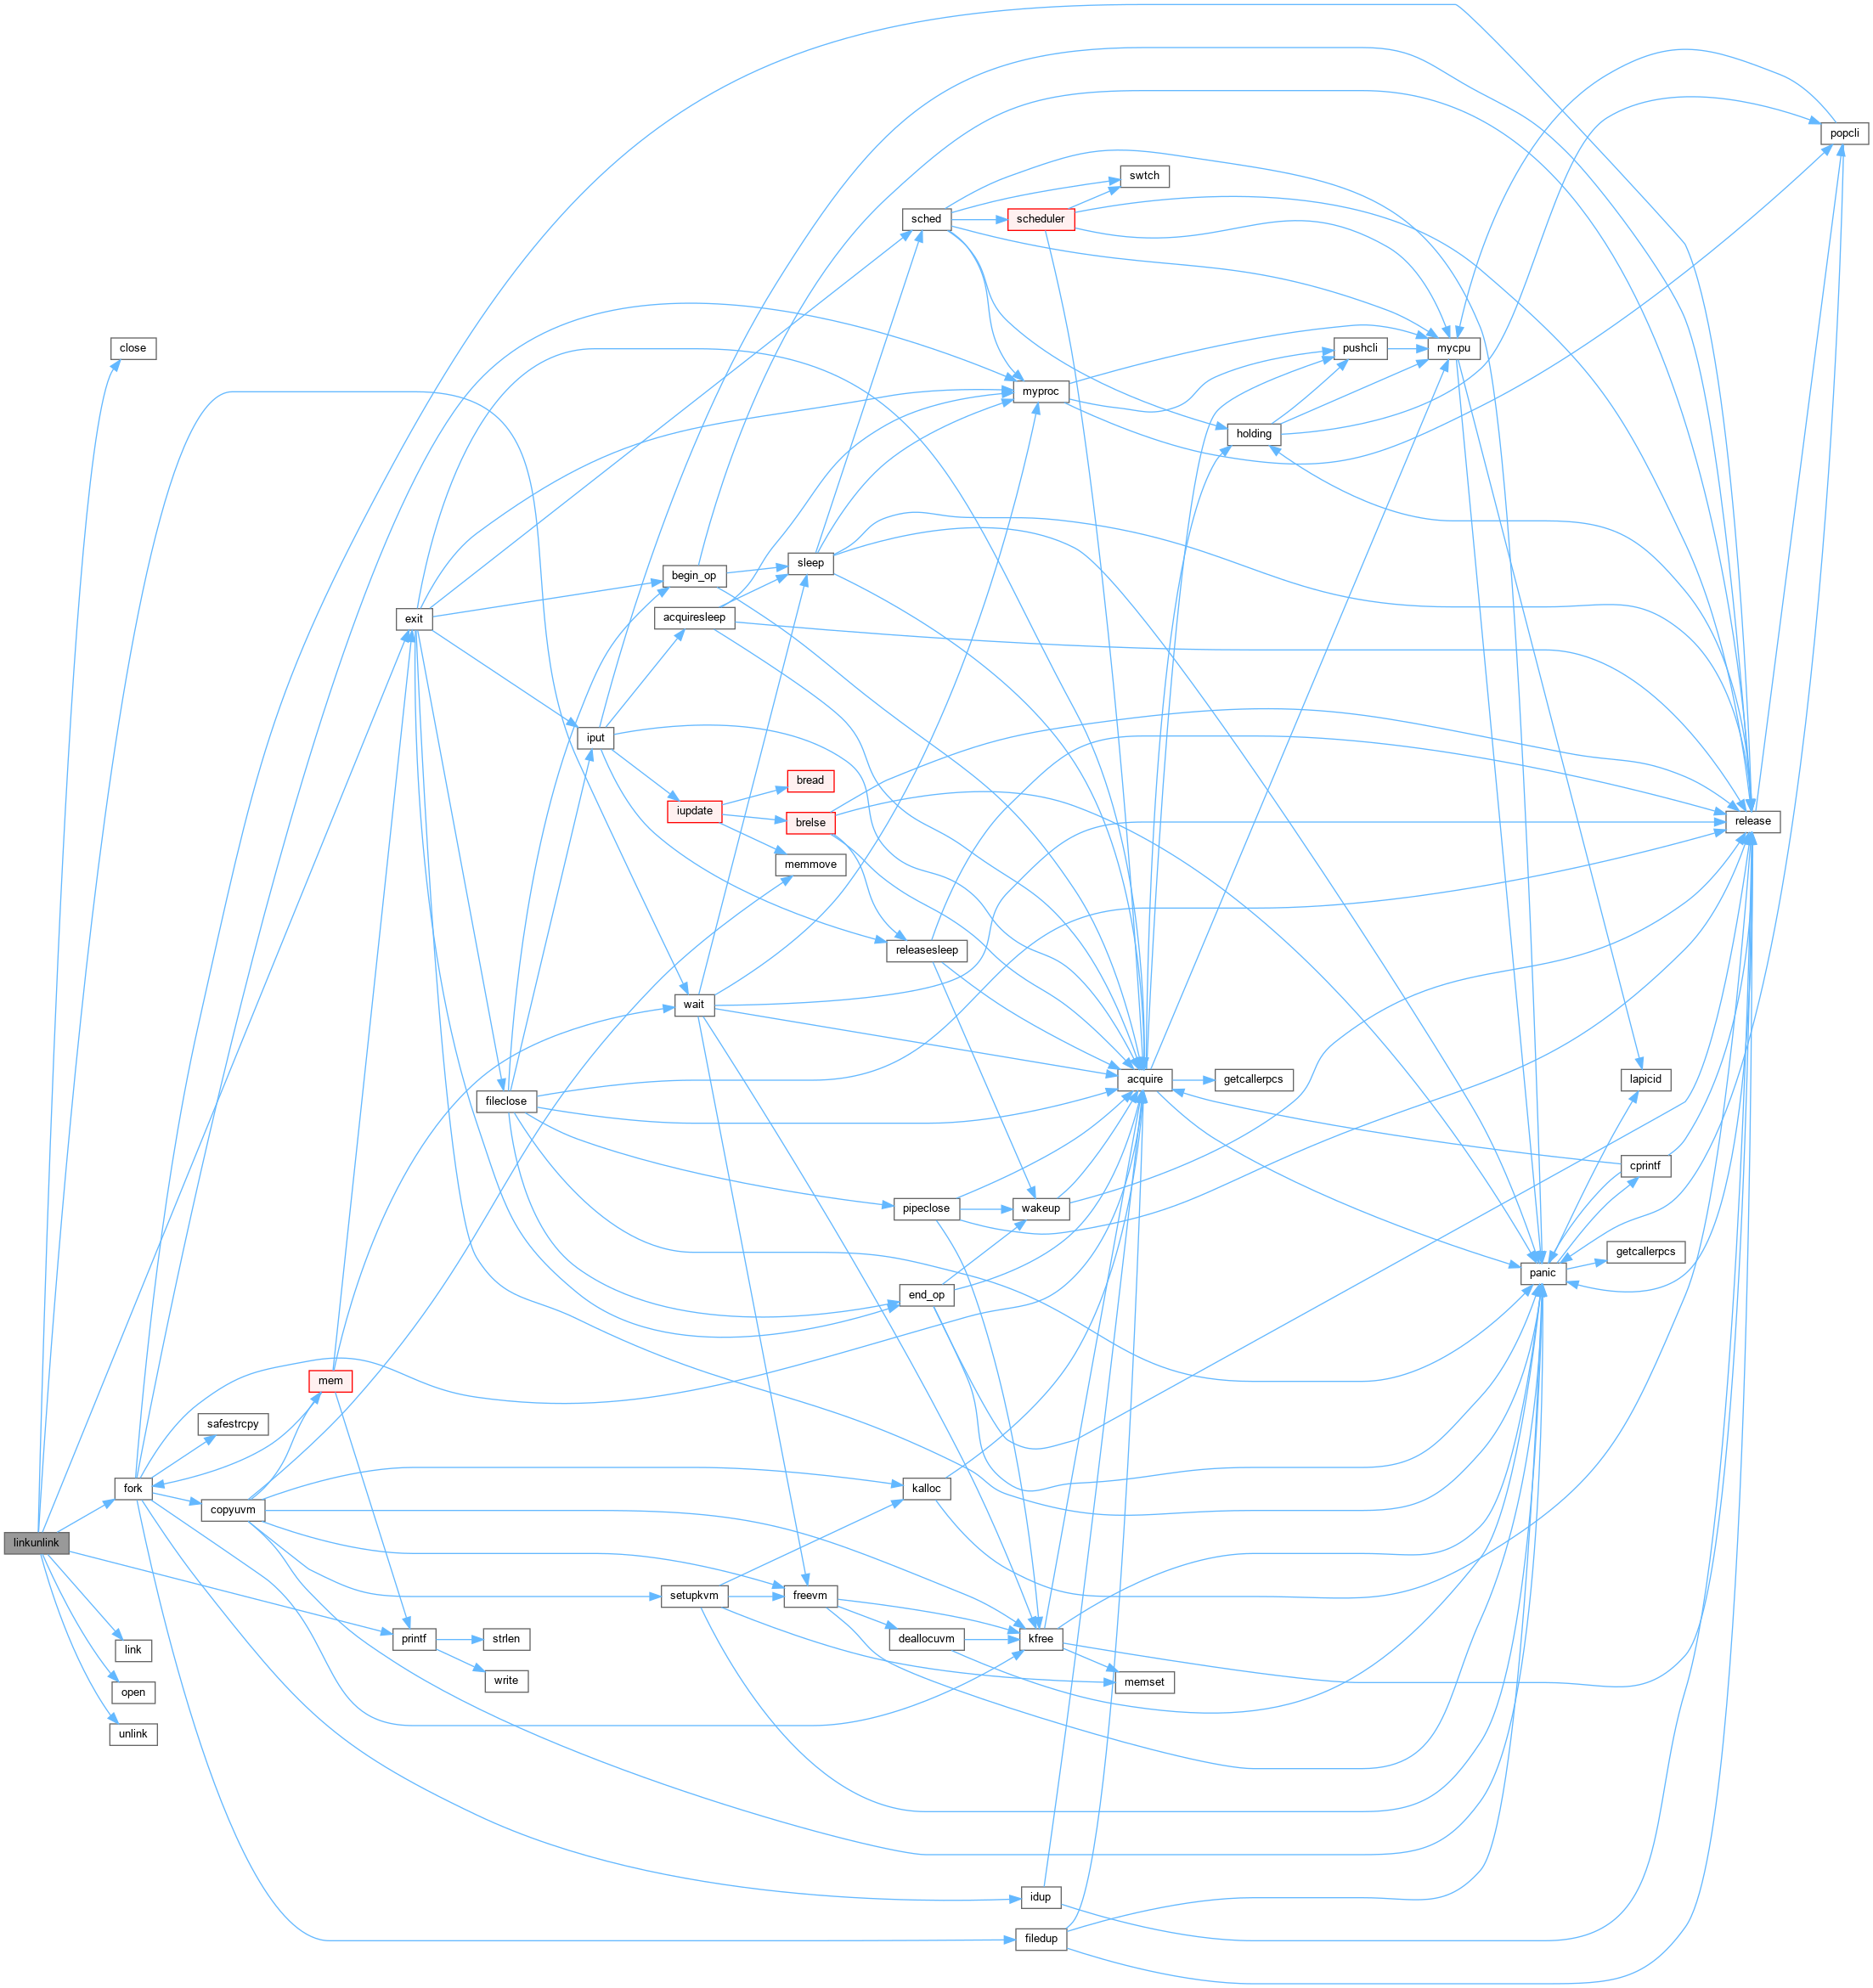 popcli
swtch
sched
scheduler
close
pushcli
mycpu
myproc
holding
sleep
begin_op
exit
acquiresleep
iput
bread
iupdate
brelse
release
memmove
releasesleep
wait
acquire
getcallerpcs
lapicid
fileclose
cprintf
pipeclose
wakeup
getcallerpcs
panic
end_op
mem
safestrcpy
fork
kalloc
copyuvm
linkunlink
setupkvm
freevm
printf
strlen
deallocuvm
kfree
link
write
memset
open
unlink
idup
filedup